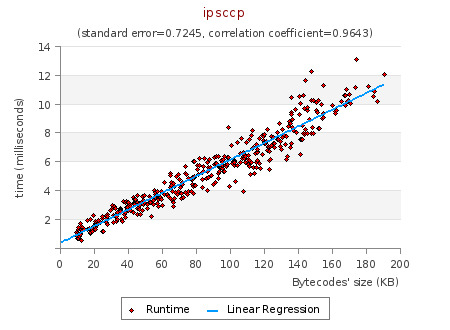 ipsccp
(standard error=0.7245, correlation coefficient=0.9643)
14
12
10
8
6
4
2
time (milliseconds)
0 20 40 60 80 100 120 140 160 180 200
Bytecodes' size (KB)
Runtime Linear Regression